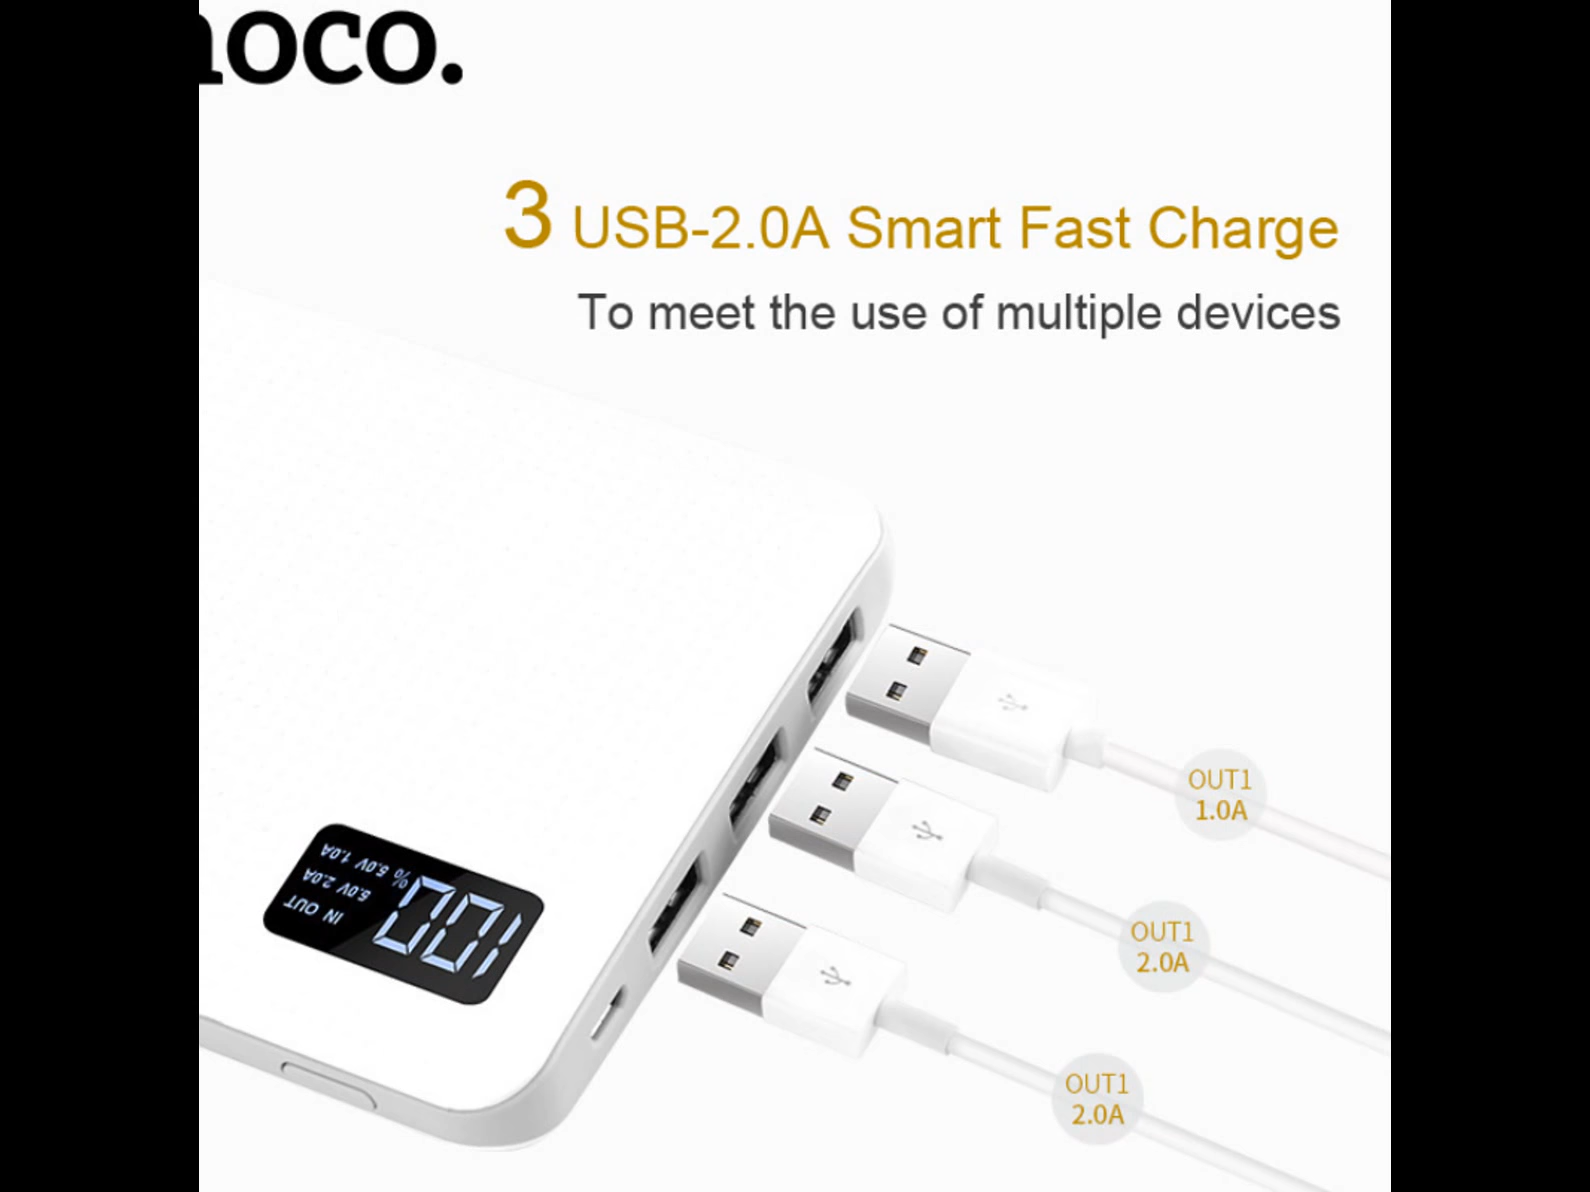 hoco.
3 USB-2.0A Smart Fast Charge
To meet the use of multiple devices
OUT1
1.0A
OUT1
2.0A
OUT1
2.0A
5.0V 1.0A
5.0V 2.0A
IN OUT
100 %